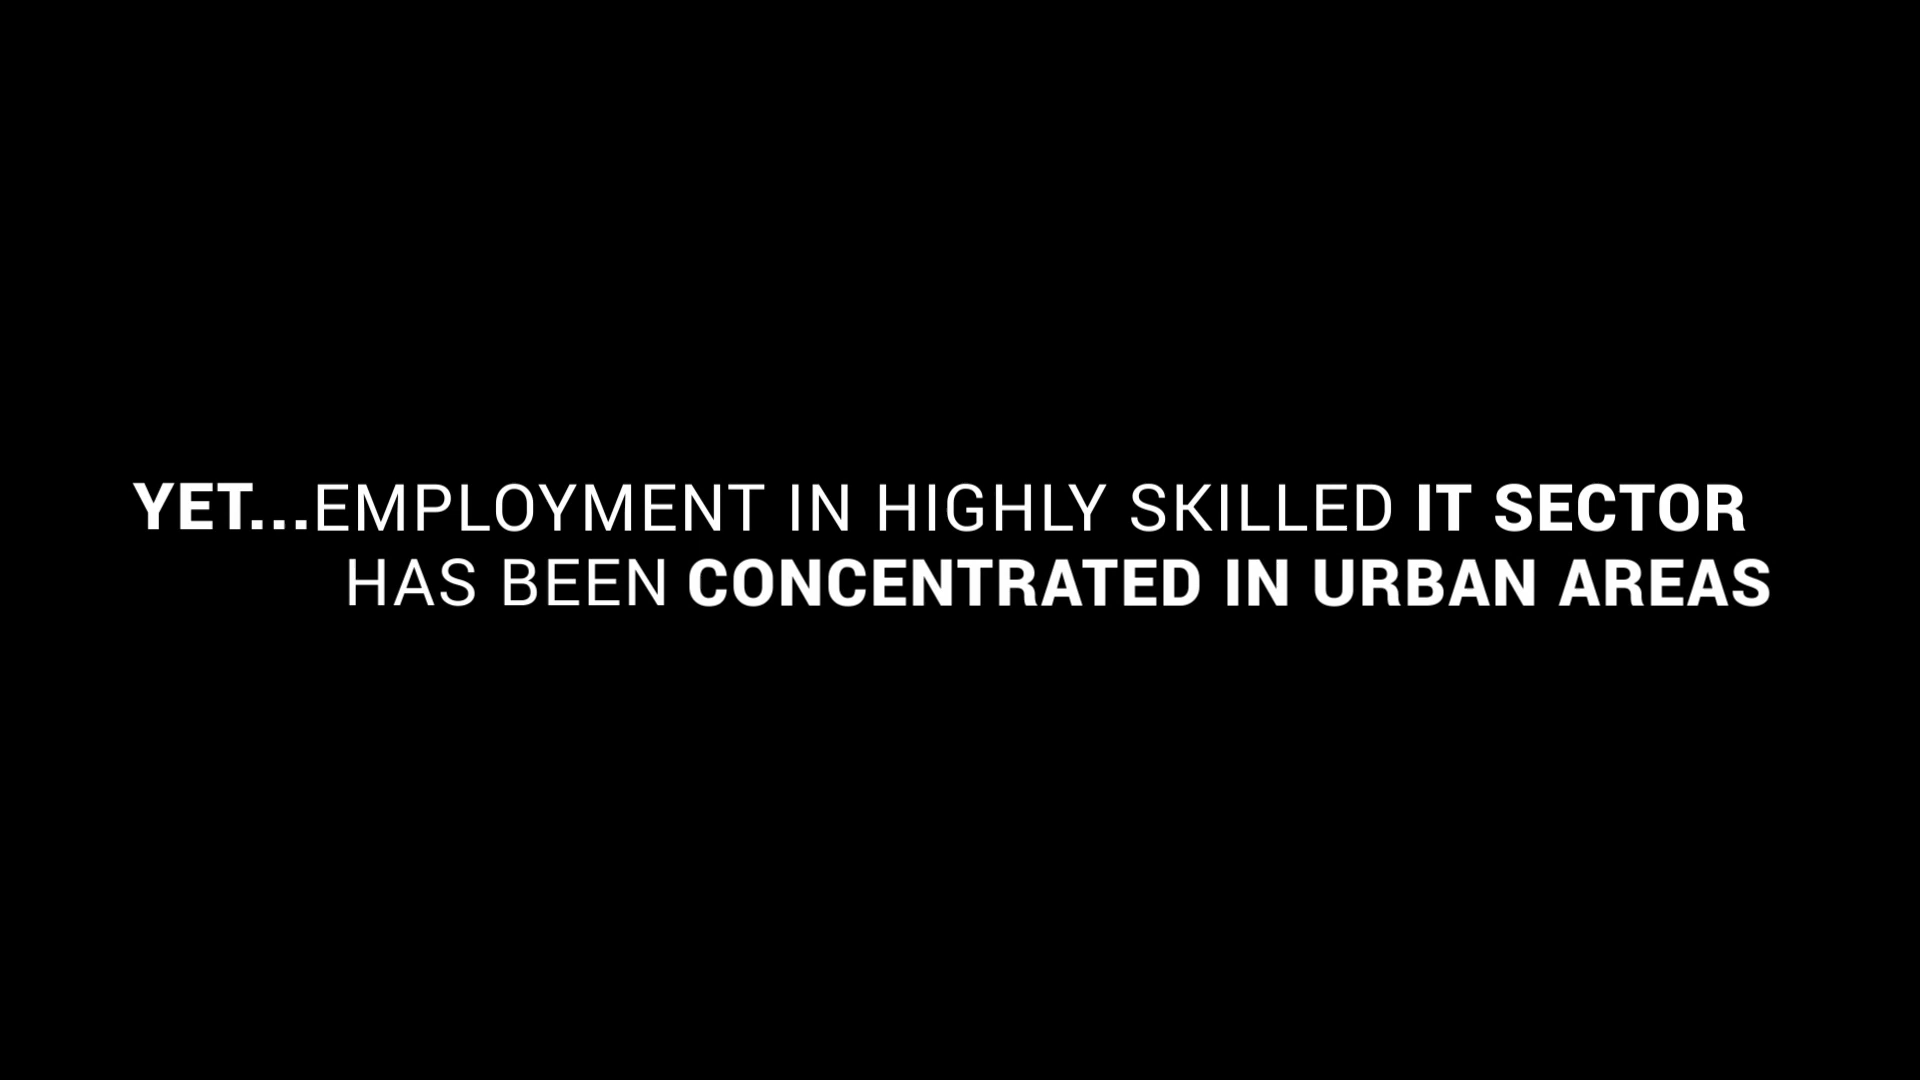 YET...EMPLOYMENT IN HIGHLY SKILLED IT SECTOR
HAS BEEN CONCENTRATED IN URBAN AREAS